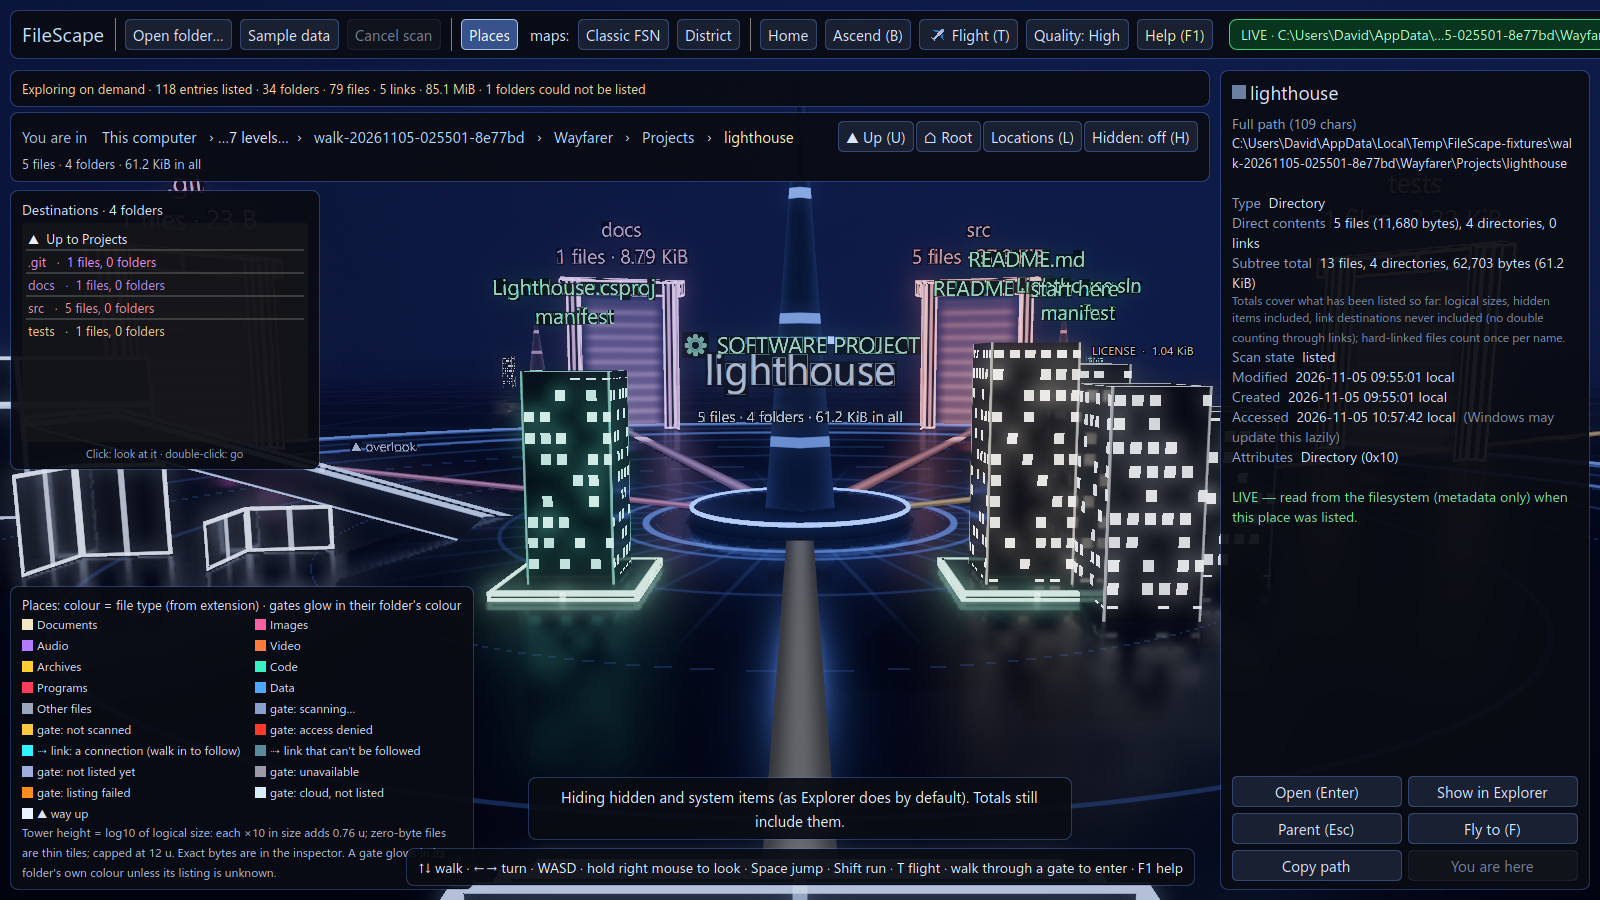 FileScape Open folder... Sample data Cancel scan Places maps: Classic FSN District Home Ascend (B) Flight (T) Quality: High Help (F1) LIVE · C:\Users\David\AppData\...5-025501-8e77bd\Wayfar
Exploring on demand · 118 entries listed · 34 folders · 79 files · 5 links · 85.1 MiB · 1 folders could not be listed
You are in This computer › ...7 levels... › walk-20261105-025501-8e77bd › Wayfarer › Projects › lighthouse ▲ Up (U) ⌂ Root Locations (L) Hidden: off (H)
5 files · 4 folders · 61.2 KiB in all
.git
files · 23 B
Destinations · 4 folders
▲ Up to Projects
.git · 1 files, 0 folders
docs · 1 files, 0 folders
src · 5 files, 0 folders
tests · 1 files, 0 folders
Click: look at it · double-click: go
docs
1 files · 8.79 KiB
Lighthouse.csproj
manifest
src
5 files
README.md
README - start here
.sln
manifest
LICENSE · 1.04 KiB
SOFTWARE PROJECT
lighthouse
5 files · 4 folders · 61.2 KiB in all
▲ overlook
lighthouse
Full path (109 chars)
C:\Users\David\AppData\Local\Temp\FileScape-fixtures\wal
k-20261105-025501-8e77bd\Wayfarer\Projects\lighthouse
tests
Type Directory
Direct contents 5 files (11,680 bytes), 4 directories, 0
links
Subtree total 13 files, 4 directories, 62,703 bytes (61.2
KiB)
Totals cover what has been listed so far: logical sizes, hidden
items included, link destinations never included (no double
counting through links); hard-linked files count once per name.
Scan state listed
Modified 2026-11-05 09:55:01 local
Created 2026-11-05 09:55:01 local
Accessed 2026-11-05 10:57:42 local (Windows may
update this lazily)
Attributes Directory (0x10)
LIVE — read from the filesystem (metadata only) when
this place was listed.
Open (Enter) Show in Explorer
Parent (Esc) Fly to (F)
Copy path You are here
Places: colour = file type (from extension) · gates glow in their folder's colour
Documents Images
Audio Video
Archives Code
Programs Data
Other files gate: scanning...
gate: not scanned gate: access denied
⇢ link: a connection (walk in to follow) ⇢ link that can't be followed
gate: not listed yet gate: unavailable
gate: listing failed gate: cloud, not listed
▲ way up
Tower height = log10 of logical size: each ×10 in size adds 0.76 u; zero-byte files
are thin tiles; capped at 12 u. Exact bytes are in the inspector. A gate glows in its
folder's own colour unless its listing is unknown.
Hiding hidden and system items (as Explorer does by default). Totals still
include them.
↑↓ walk · ←→ turn · WASD · hold right mouse to look · Space jump · Shift run · T flight · walk through a gate to enter · F1 help